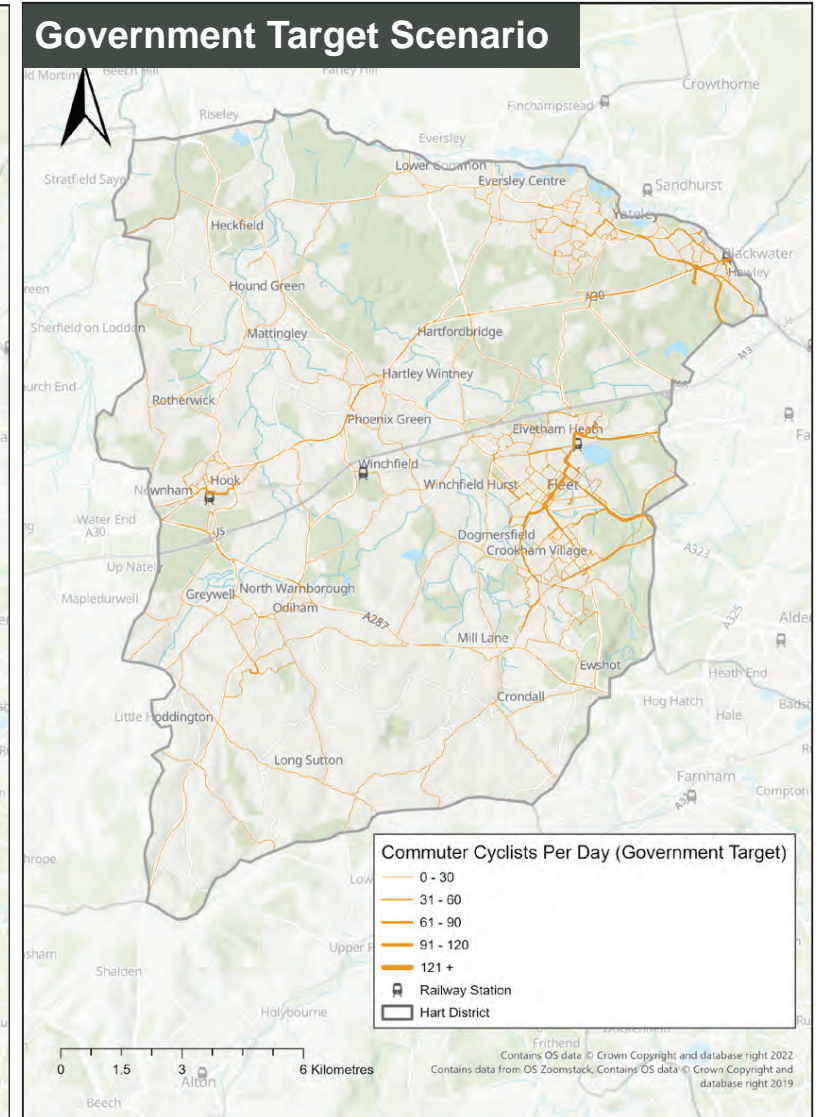 Government Target Scenario
Beech Hill
Farley Hill
Crowthorne
Riseley
Finchampstead
Eversley
Stratfield Saye
Lower Common
Eversley Centre
Sandhurst
Yateley
Heckfield
Blackwater
Hawley
Hound Green
A30
Sherfield on Loddon
Mattingley
Hartfordbridge
J4
M3
Hartley Wintney
Rotherwick
Phoenix Green
Elvetham Heath
Winchfield
Hook
Newnham
Winchfield Hurst
Fleet
Water End
A30
J5
Dogmersfield
Crookham Village
A323
Up Nately
Mapledurwell
Greywell
North Warnborough
Odiham
A287
A325
Mill Lane
Ewshot
Heath End
Crondall
Hog Hatch
Hale
Little Hoddington
Long Sutton
Farnham
Compton
A31
Commuter Cyclists Per Day (Government Target)
0 - 30
31 - 60
61 - 90
91 - 120
121 +
Railway Station
Hart District
Shalden
Holybourne
Frithend
Contains OS data © Crown Copyright and database right 2022
Contains data from OS Zoomstack, Contains OS data © Crown Copyright and
database right 2019
0 1.5 3 6 Kilometres
Alton
Beech